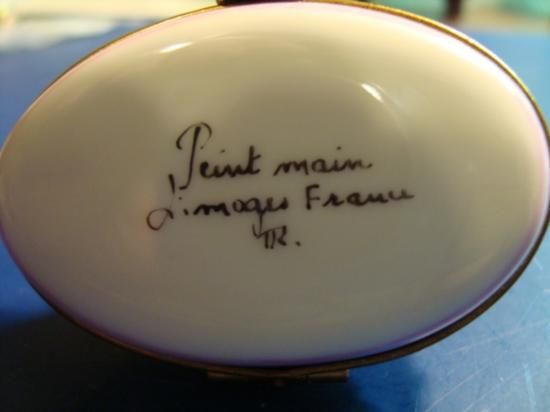 Peint main
Limoges France
TR.